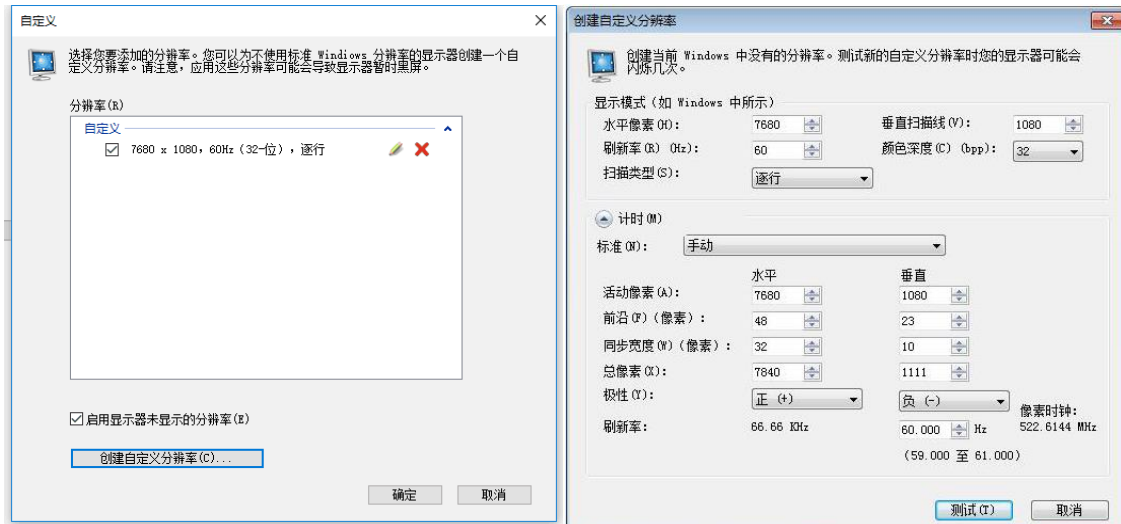 自定义
选择您要添加的分辨率。您可以为不使用标准 Windiows 分辨率的显示器创建一个自
定义分辨率。请注意，应用这些分辨率可能会导致显示器暂时黑屏。
分辨率(R)
自定义
7680 x 1080，60Hz (32-位) ，逐行
启用显示器未显示的分辨率(E)
创建自定义分辨率(C)...
确定 取消
创建自定义分辨率
创建当前 Windows 中没有的分辨率。测试新的自定义分辨率时您的显示器可能会
闪烁几次。
显示模式（如 Windows 中所示）
水平像素(H)： 7680 垂直扫描线(V)： 1080
刷新率(R) (Hz)： 60 颜色深度(C) (bpp)： 32
扫描类型(S)： 逐行
计时(M)
标准(N)： 手动
水平 垂直
活动像素(A)： 7680 1080
前沿(F)（像素）： 48 23
同步宽度(W)（像素）： 32 10
总像素(X)： 7840 1111
极性(Y)： 正 (+) 负 (-)
像素时钟：
刷新率： 66.66 KHz 60.000 Hz 522.6144 MHz
(59.000 至 61.000)
测试(T) 取消